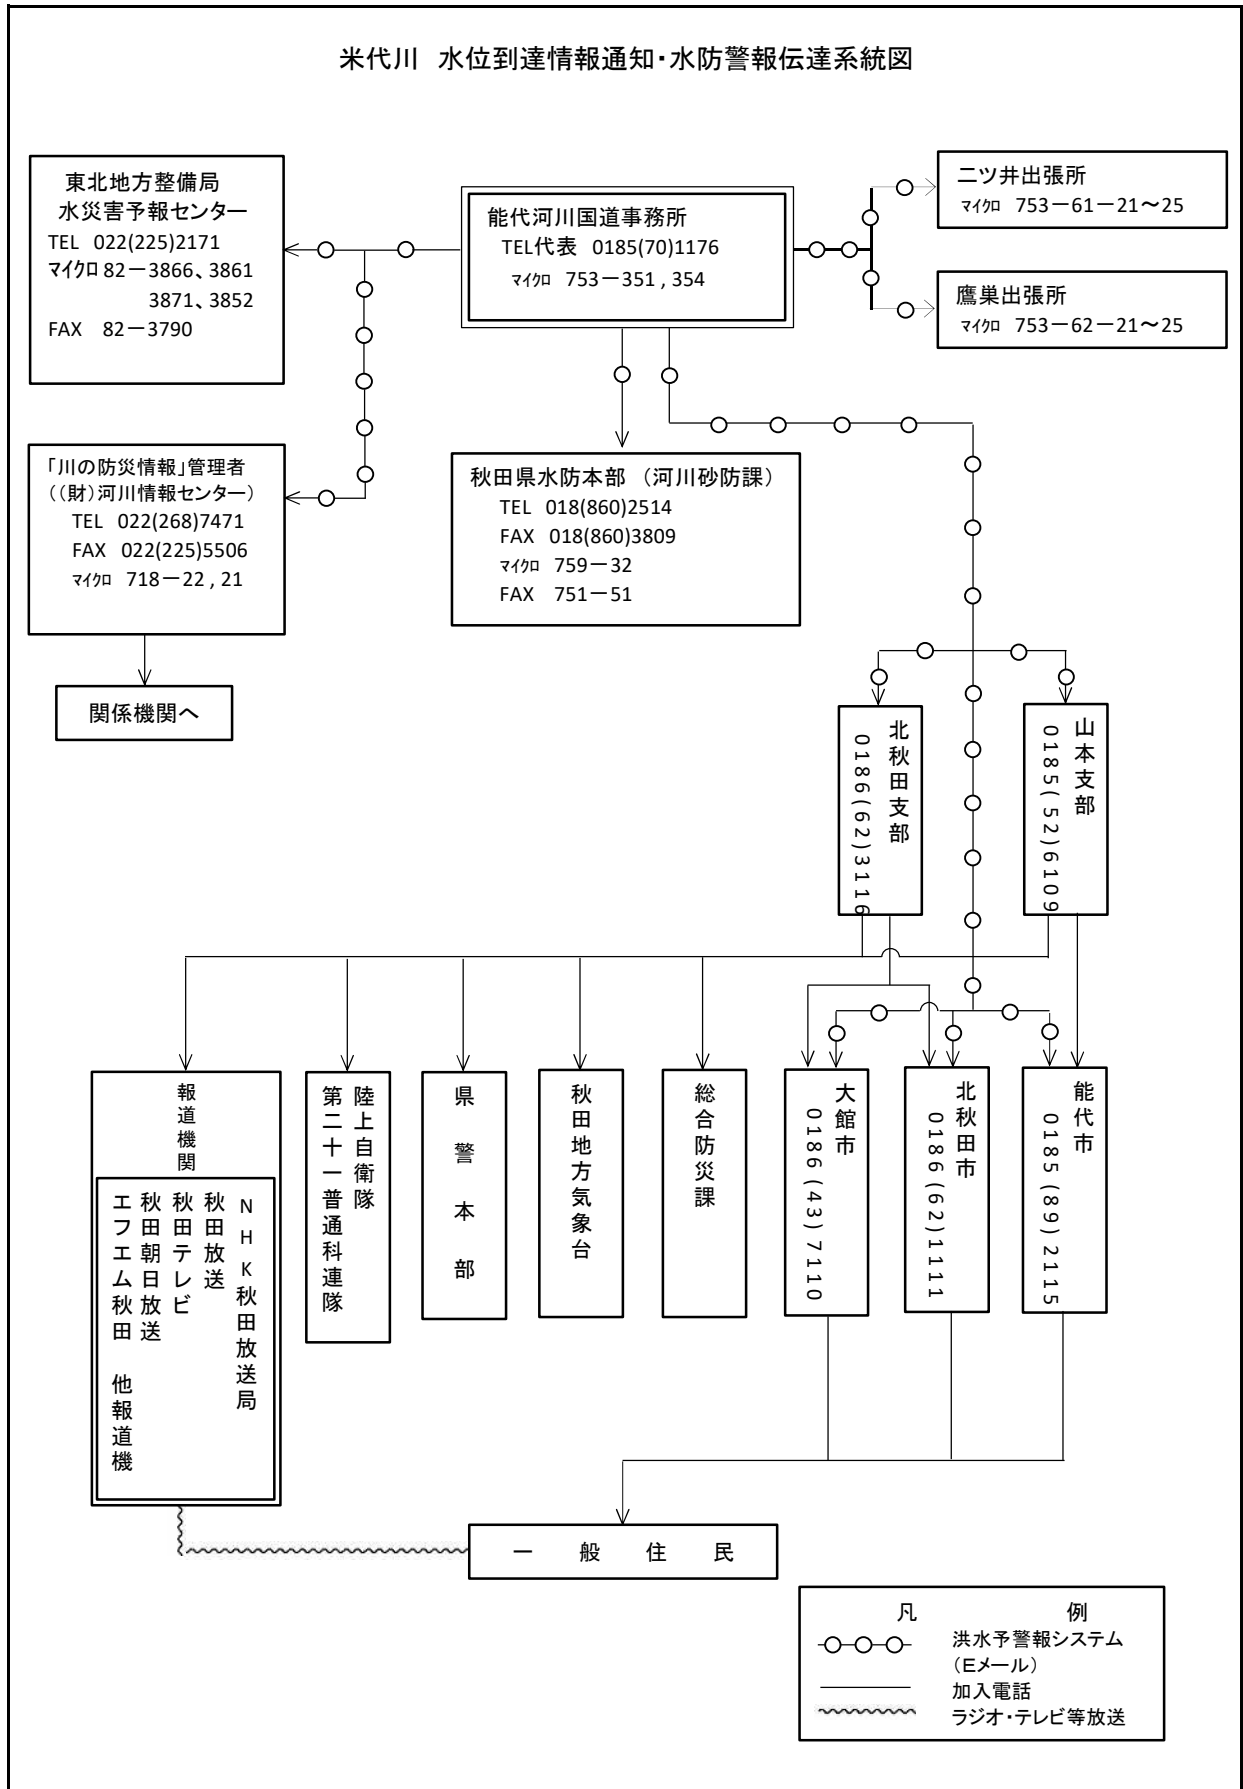 米代川 水位到達情報通知・水防警報伝達系統図
東北地方整備局
水災害予報センター
TEL 022(225)2171
マイクロ 82－3866、3861
3871、3852
FAX 82－3790
能代河川国道事務所
TEL代表 0185(70)1176
マイクロ 753－351 , 354
二ツ井出張所
マイクロ 753－61－21～25
鷹巣出張所
マイクロ 753－62－21～25
「川の防災情報」管理者
((財)河川情報センター)
TEL 022(268)7471
FAX 022(225)5506
マイクロ 718－22 , 21
関係機関へ
秋田県水防本部 （河川砂防課）
TEL 018(860)2514
FAX 018(860)3809
マイクロ 759－32
FAX 751－51
北秋田支部
0186(62)3116
山本支部
0185(52)6109
報道機関
NHK秋田放送局
秋田放送
秋田テレビ
秋田朝日放送
エフエム秋田 他報道機
陸上自衛隊
第二十一普通科連隊
県警本部
秋田地方気象台
総合防災課
大館市
0186(43)7110
北秋田市
0186(62)1111
能代市
0185(89)2115
一般住民
凡例
洪水予警報システム
（Eメール）
加入電話
ラジオ・テレビ等放送